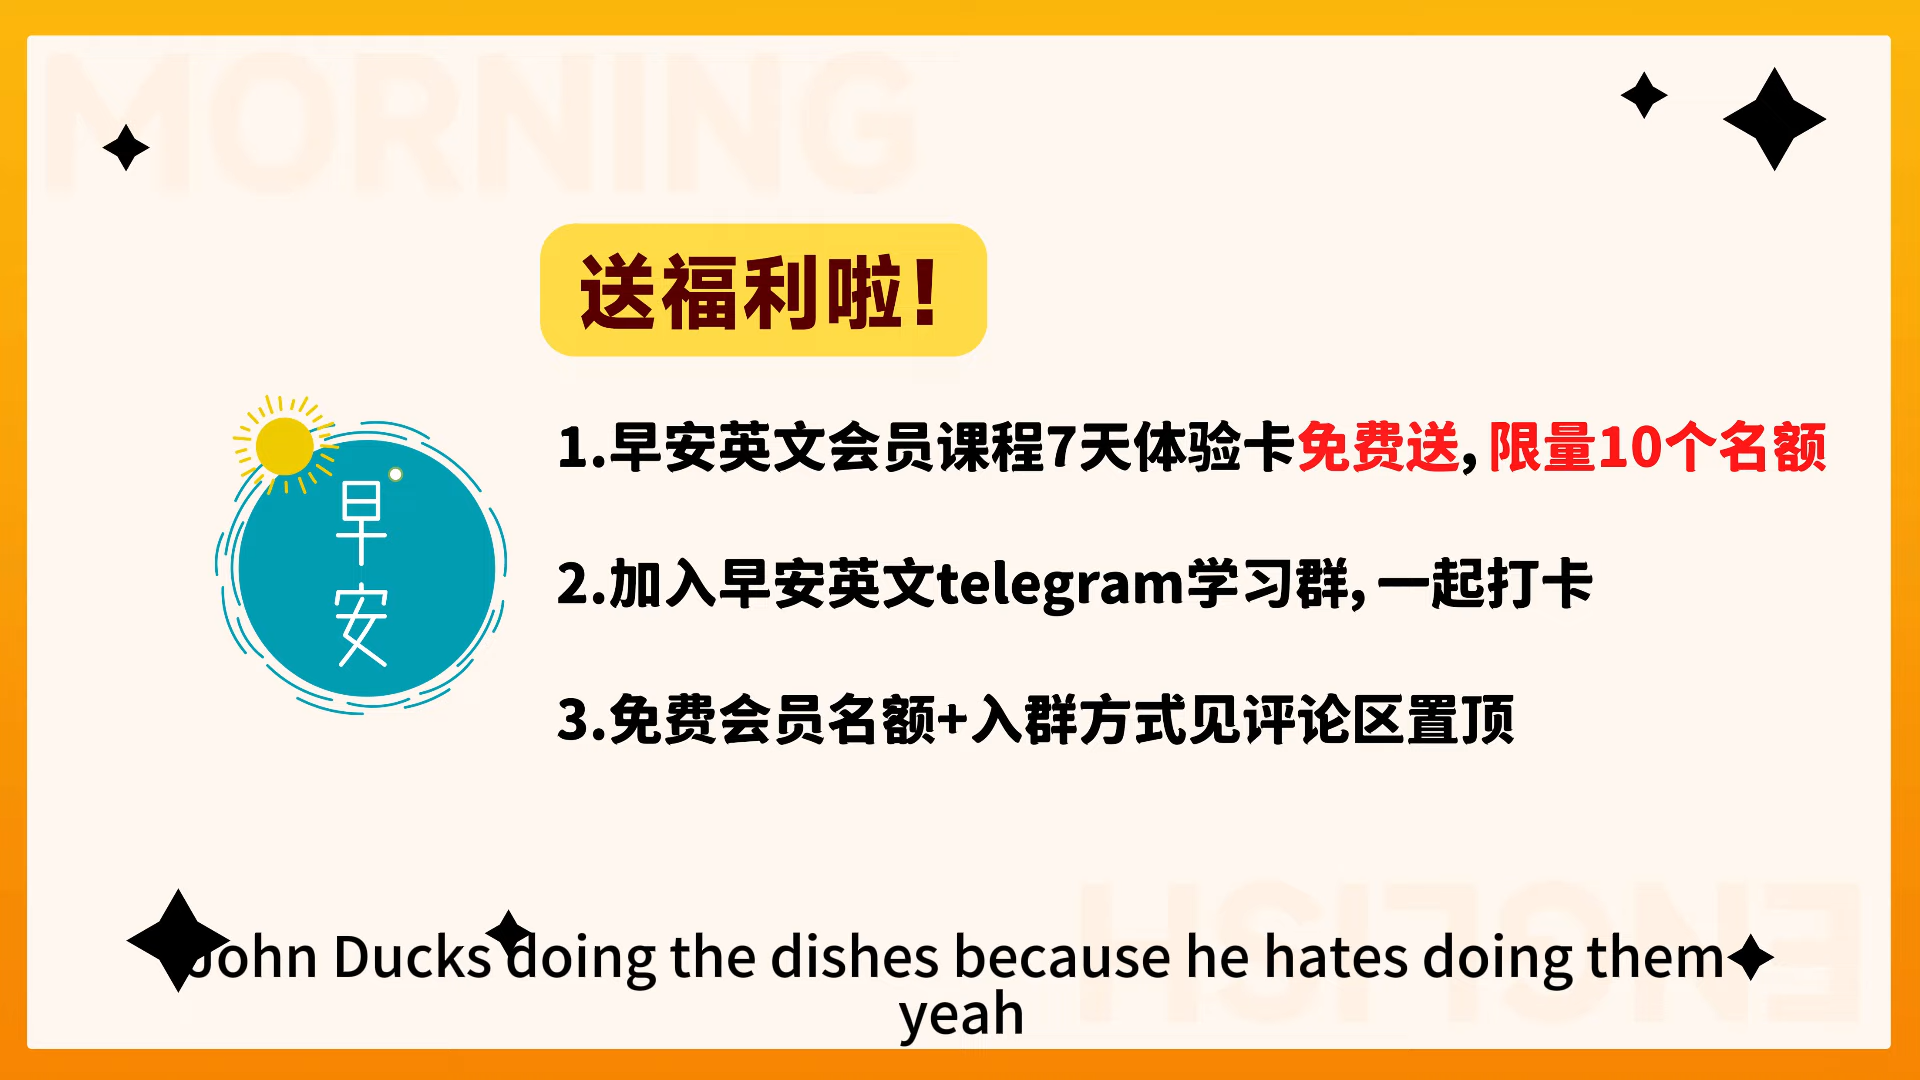 MORNING
送福利啦!
早安
1.早安英文会员课程7天体验卡免费送,限量10个名额
2.加入早安英文telegram学习群,一起打卡
3.免费会员名额+入群方式见评论区置顶
ENGLISH
John Ducks doing the dishes because he hates doing them
yeah